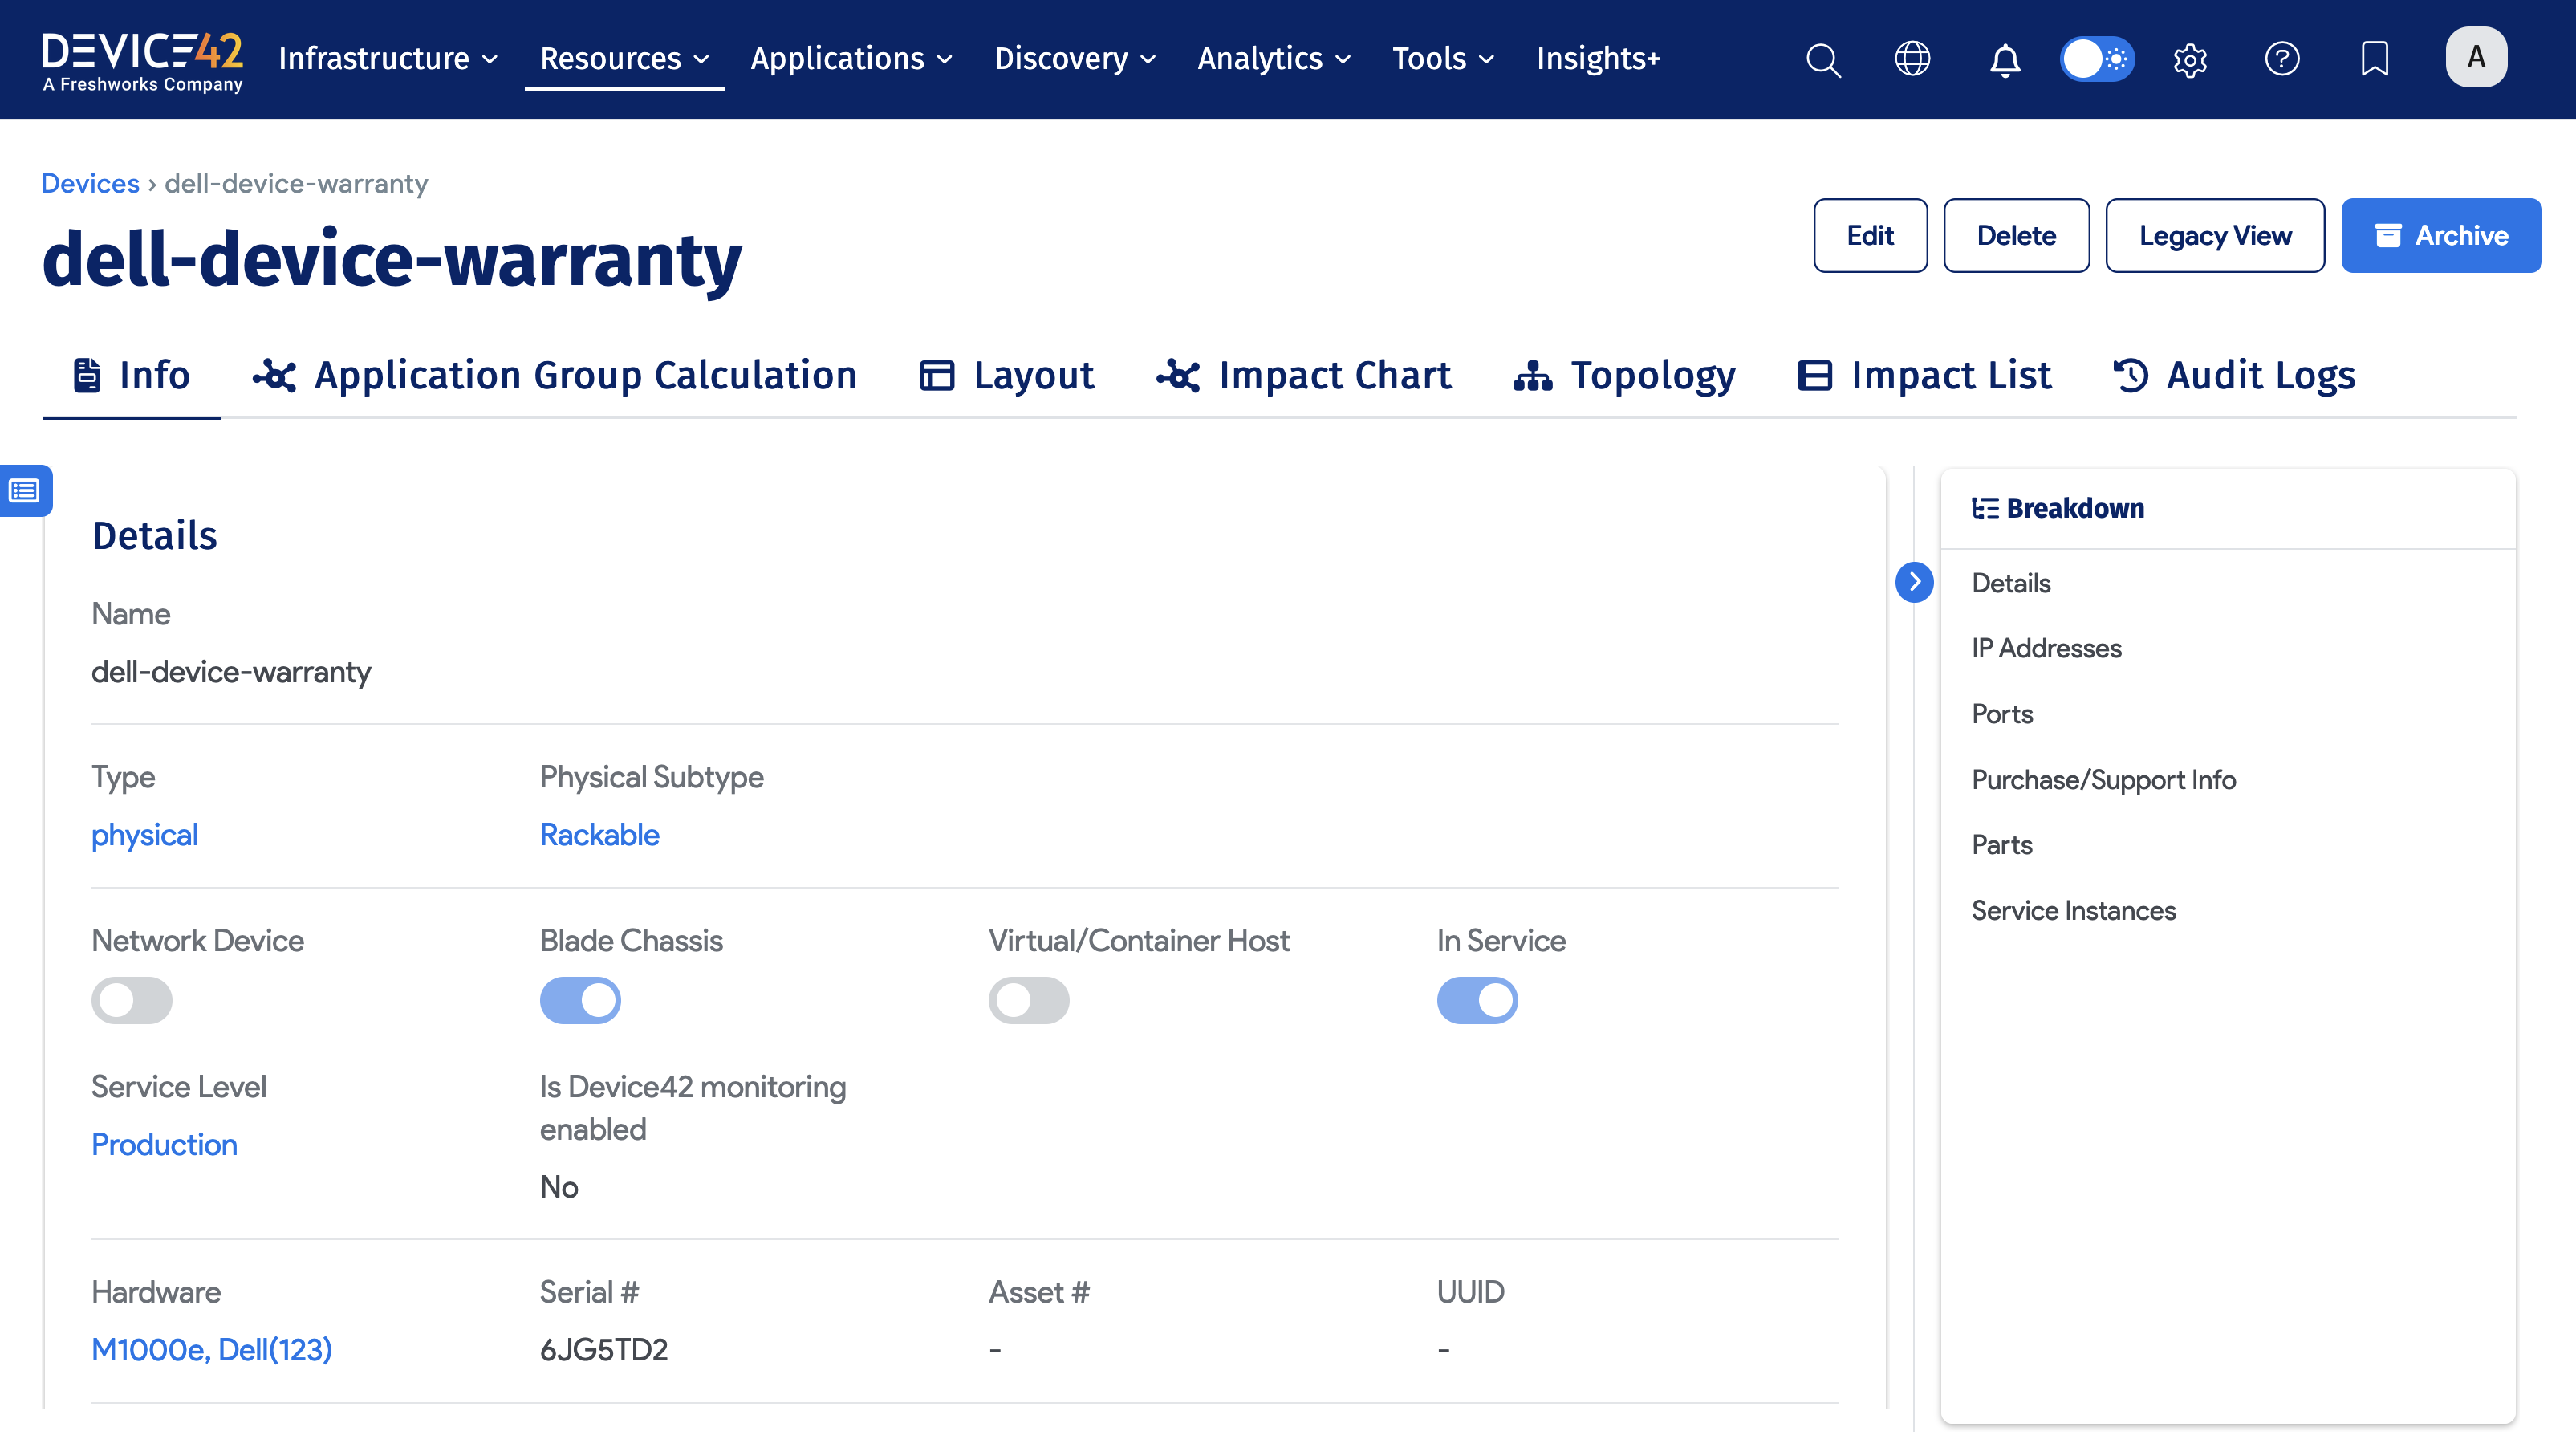 DEVICE42
A Freshworks Company
Infrastructure Resources Applications Discovery Analytics Tools Insights+
A
Devices › dell-device-warranty
dell-device-warranty
Edit Delete Legacy View Archive
Info Application Group Calculation Layout Impact Chart Topology Impact List Audit Logs
Details
Name
dell-device-warranty
Type Physical Subtype
physical Rackable
Network Device Blade Chassis Virtual/Container Host In Service
Service Level Is Device42 monitoring
enabled
Production
No
Hardware Serial # Asset # UUID
M1000e, Dell(123) 6JG5TD2 - -
Breakdown
Details
IP Addresses
Ports
Purchase/Support Info
Parts
Service Instances